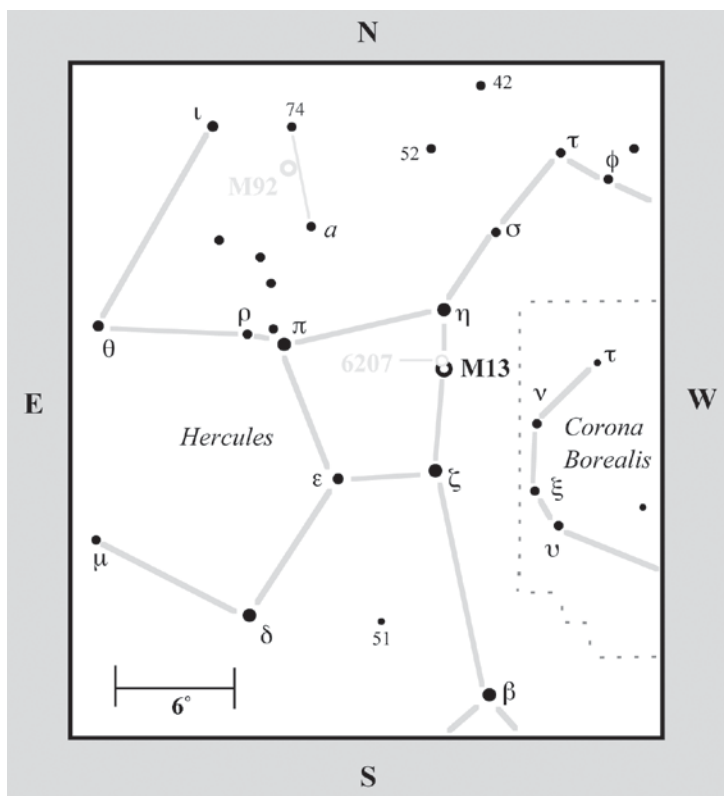 N
42
74
ι
52
τ
φ
M92
a
σ
ρ
π
η
θ
6207
M13
τ
E
W
ν
Hercules
Corona
Borealis
ε
ζ
ξ
υ
μ
δ
51
6°
β
S